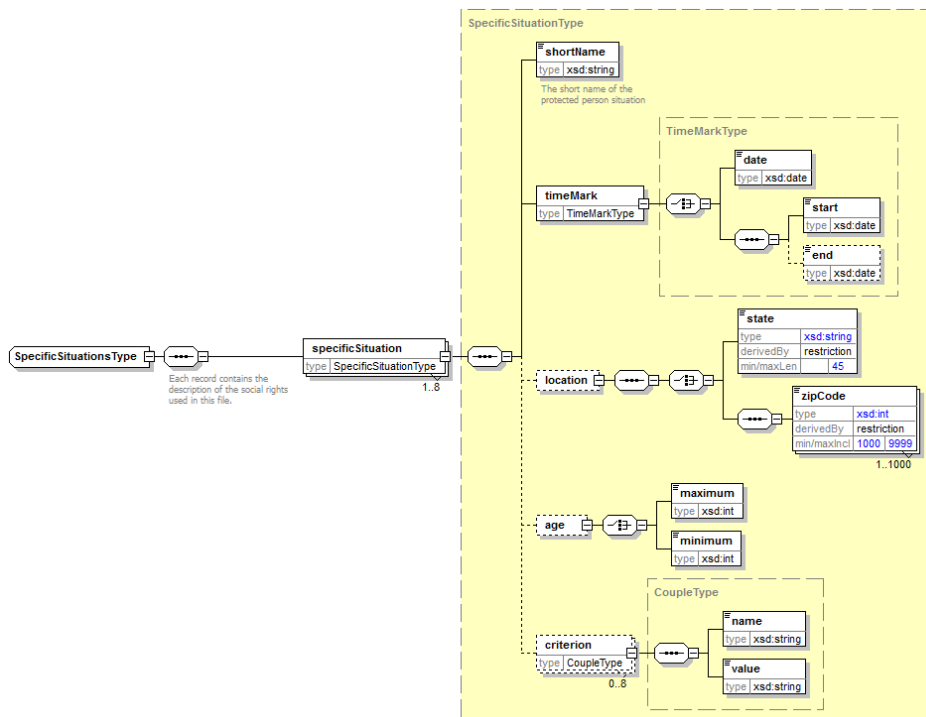 SpecificSituationType
shortName
type xsd:string
The short name of the
protected person situation
TimeMarkType
date
type xsd:date
timeMark
type TimeMarkType
start
type xsd:date
end
type xsd:date
SpecificSituationsType
Each record contains the
description of the social rights
used in this file.
specificSituation
type SpecificSituationType
1..8
state
type xsd:string
derivedBy restriction
min/maxLen 45
location
zipCode
type xsd:int
derivedBy restriction
min/maxIncl 1000 9999
1..1000
age
maximum
type xsd:int
minimum
type xsd:int
CoupleType
criterion
type CoupleType
0..8
name
type xsd:string
value
type xsd:string